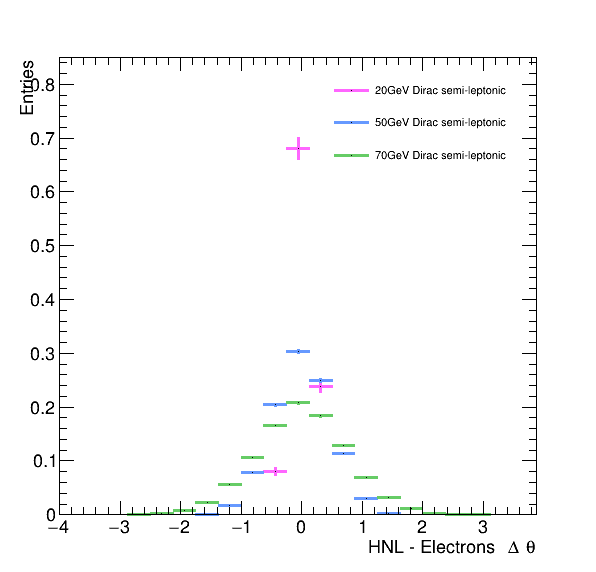 Entries
0.8
0.7
0.6
0.5
0.4
0.3
0.2
0.1
0
20GeV Dirac semi-leptonic
50GeV Dirac semi-leptonic
70GeV Dirac semi-leptonic
−4 −3 −2 −1 0 1 2 3
HNL - Electrons Δ θ